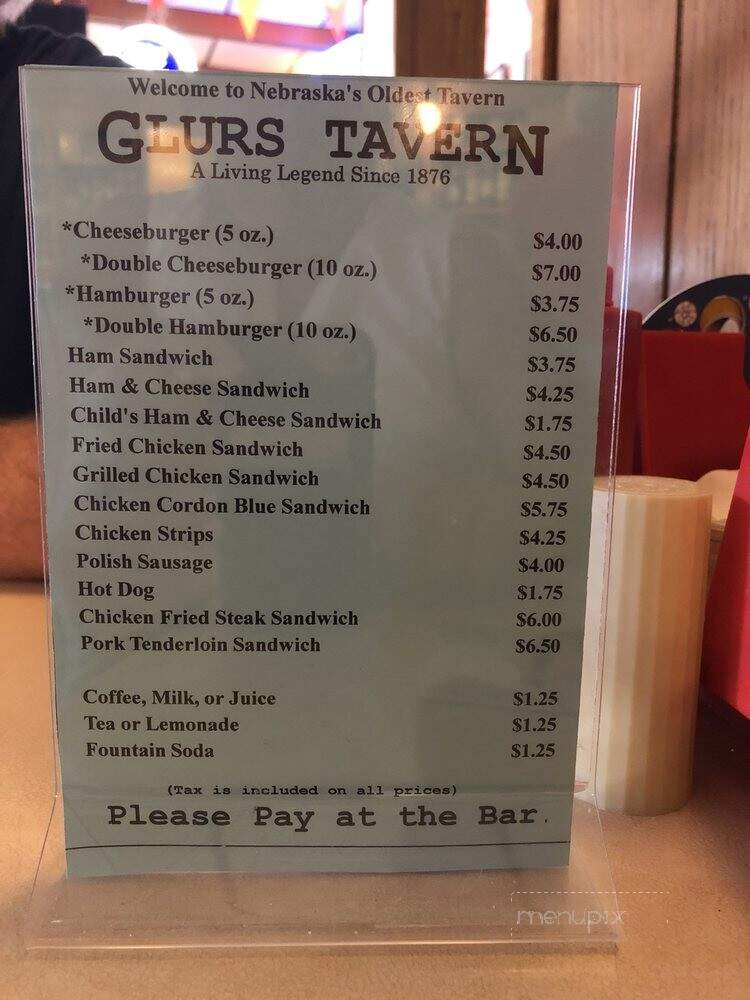 Welcome to Nebraska's Oldest Tavern
GLURS TAVERN
A Living Legend Since 1876
*Cheeseburger (5 oz.) $4.00
*Double Cheeseburger (10 oz.) $7.00
*Hamburger (5 oz.) $3.75
*Double Hamburger (10 oz.) $6.50
Ham Sandwich $3.75
Ham & Cheese Sandwich $4.25
Child's Ham & Cheese Sandwich $1.75
Fried Chicken Sandwich $4.50
Grilled Chicken Sandwich $4.50
Chicken Cordon Blue Sandwich $5.75
Chicken Strips $4.25
Polish Sausage $4.00
Hot Dog $1.75
Chicken Fried Steak Sandwich $6.00
Pork Tenderloin Sandwich $6.50
Coffee, Milk, or Juice $1.25
Tea or Lemonade $1.25
Fountain Soda $1.25
(Tax is included on all prices)
Please Pay at the Bar.
menupix